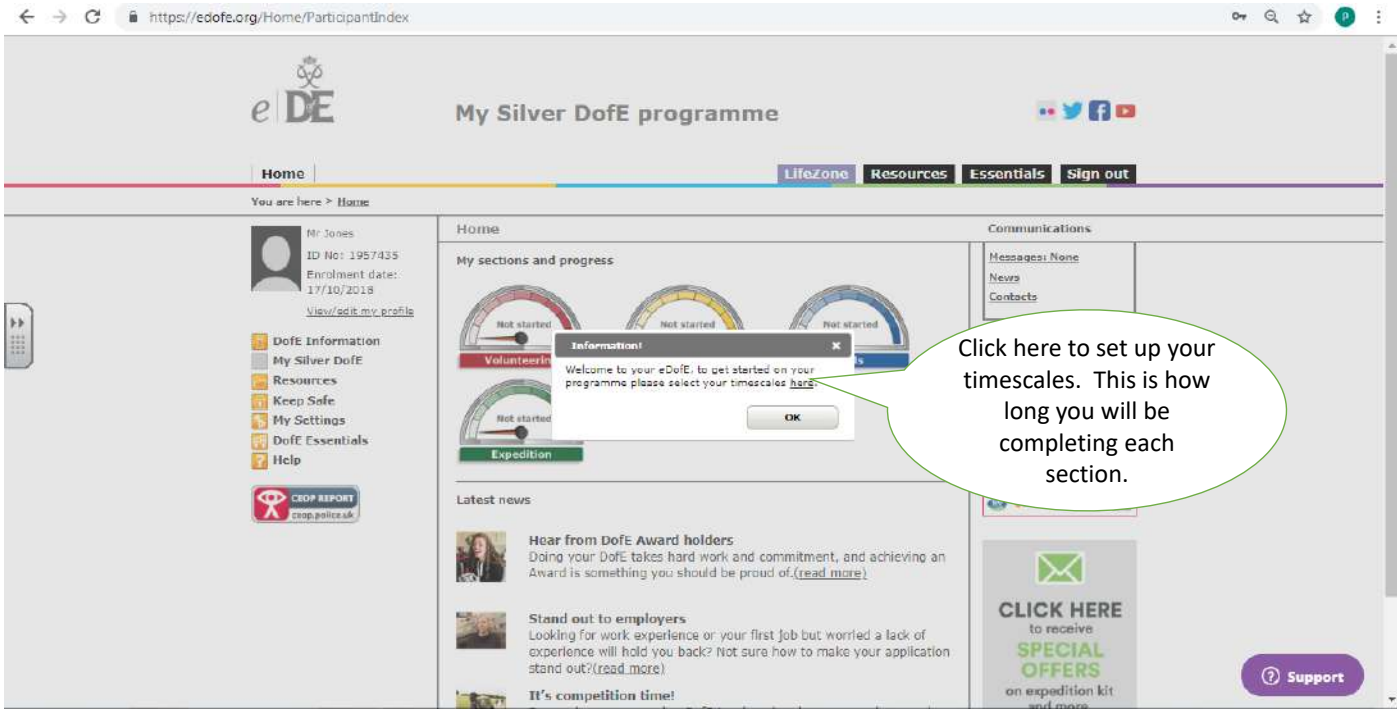 https://edofe.org/Home/ParticipantIndex
P
e DofE
My Silver DofE programme
Home
LifeZone
Resources
Essentials
Sign out
You are here > Home
Mr Jones
ID No: 1957435
Enrolment date:
17/10/2018
View/edit my profile
DofE Information
My Silver DofE
Resources
Keep Safe
My Settings
DofE Essentials
Help
CEOP REPORT
ceop.police.uk
Home
My sections and progress
Not started
Not started
Not started
Volunteerin
ls
Not started
Expedition
Information!
Welcome to your eDofE, to get started on your
programme please select your timescales here.
OK
Click here to set up your
timescales. This is how
long you will be
completing each
section.
Latest news
Hear from DofE Award holders
Doing your DofE takes hard work and commitment, and achieving an
Award is something you should be proud of.(read more)
Stand out to employers
Looking for work experience or your first job but worried a lack of
experience will hold you back? Not sure how to make your application
stand out?(read more)
It's competition time!
Communications
Messages: None
News
Contacts
CLICK HERE
to receive
SPECIAL
OFFERS
on expedition kit
and more
Support